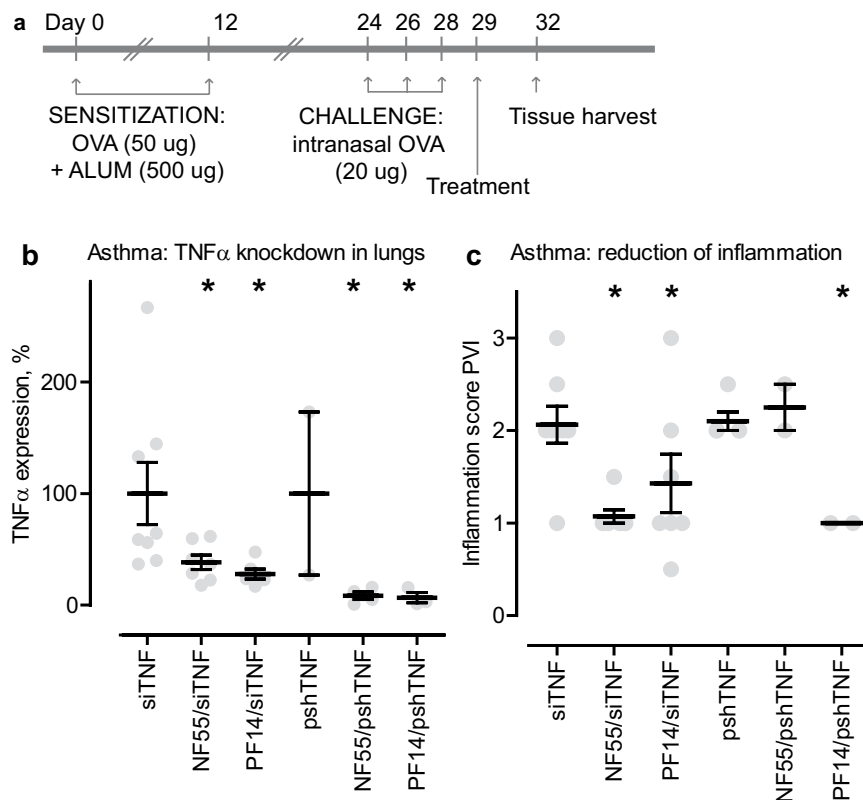 a
Day 0 12 24 26 28 29 32
SENSITIZATION:
OVA (50 ug)
+ ALUM (500 ug)
CHALLENGE:
intranasal OVA
(20 ug)
Treatment
Tissue harvest
b Asthma: TNFα knockdown in lungs
* * * *
TNFα expression, %
200
100
0
siTNF
NF55/siTNF
PF14/siTNF
pshTNF
NF55/pshTNF
PF14/pshTNF
c Asthma: reduction of inflammation
* * *
Inflammation score PVI
3
2
1
0
siTNF
NF55/siTNF
PF14/siTNF
pshTNF
NF55/pshTNF
PF14/pshTNF